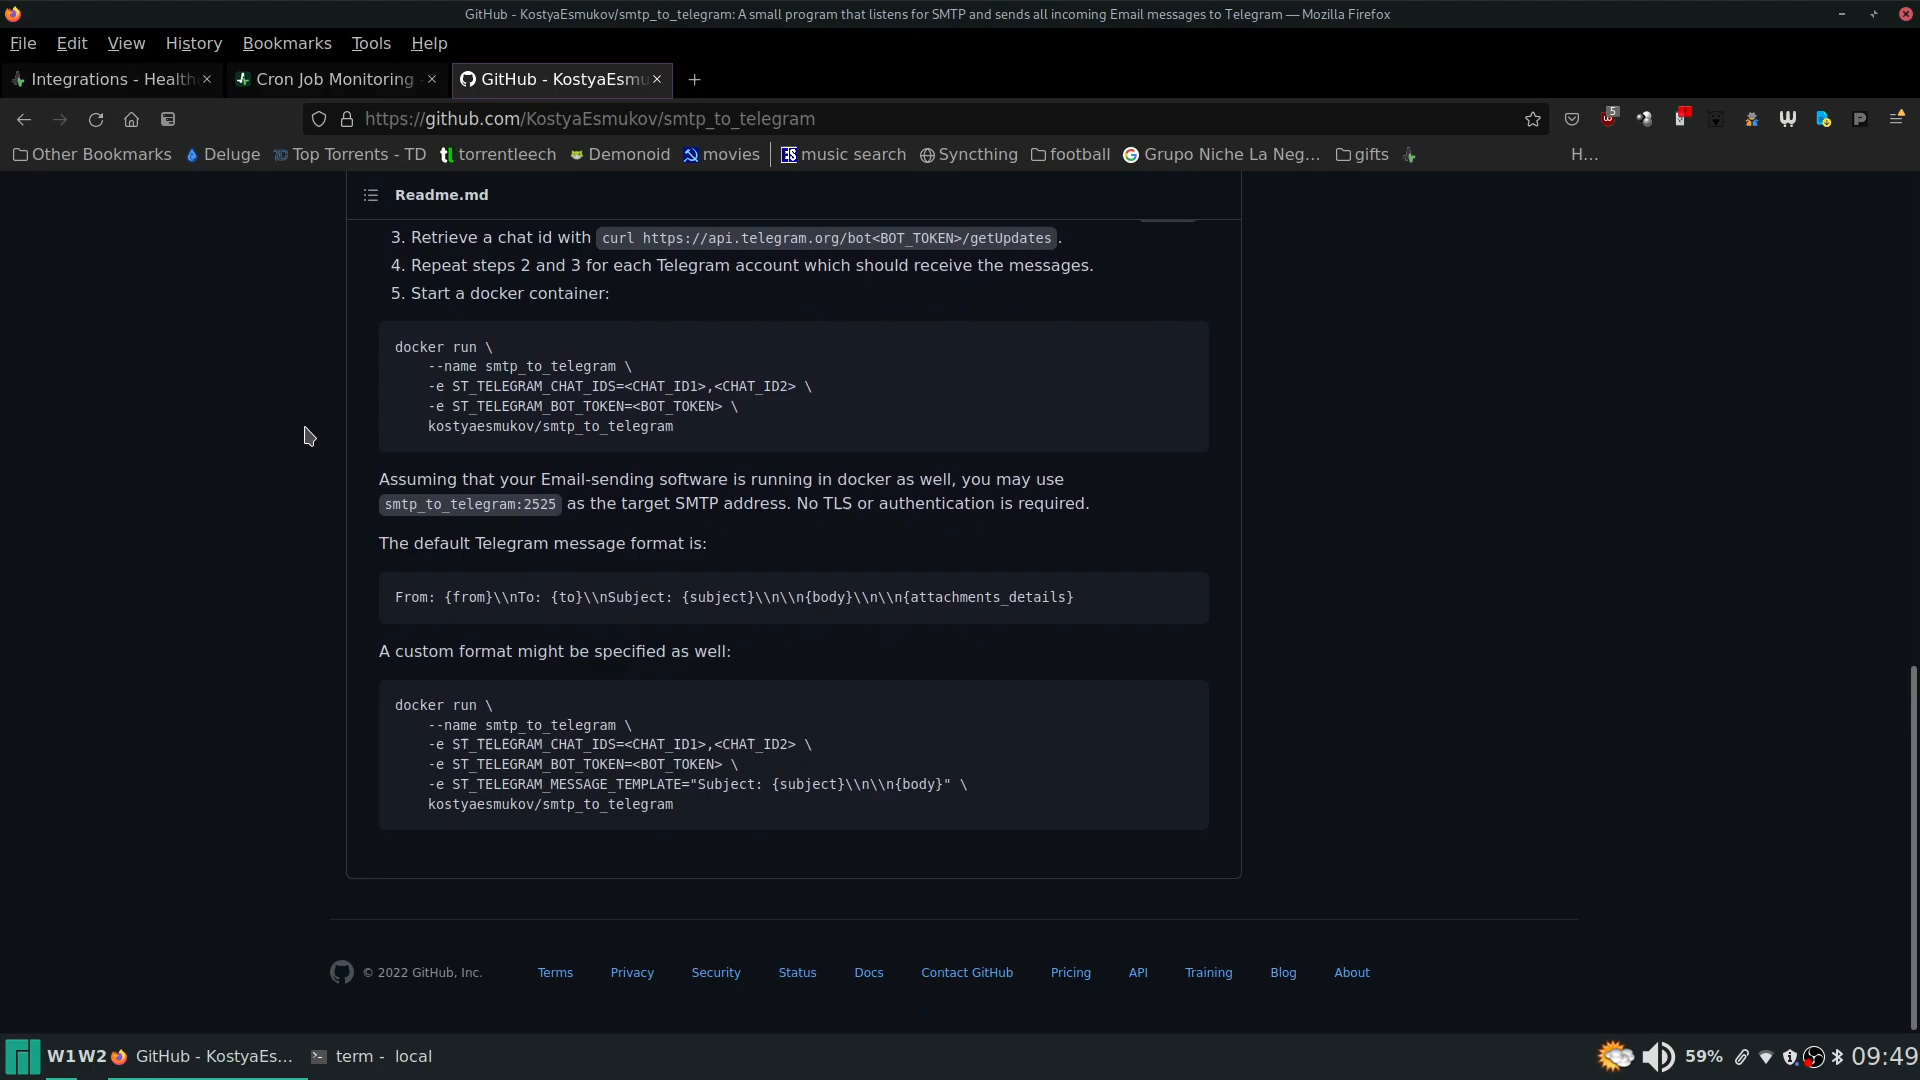 GitHub - KostyaEsmukov/smtp_to_telegram: A small program that listens for SMTP and sends all incoming Email messages to Telegram — Mozilla Firefox
File Edit View History Bookmarks Tools Help
Integrations - Health
Cron Job Monitoring -
GitHub - KostyaEsmu
https://github.com/KostyaEsmukov/smtp_to_telegram
5
Other Bookmarks Deluge Top Torrents - TD torrentleech Demonoid movies music search Syncthing football Grupo Niche La Neg... gifts H...
Readme.md
3. Retrieve a chat id with curl https://api.telegram.org/bot<BOT_TOKEN>/getUpdates.
4. Repeat steps 2 and 3 for each Telegram account which should receive the messages.
5. Start a docker container:
docker run \
--name smtp_to_telegram \
-e ST_TELEGRAM_CHAT_IDS=<CHAT_ID1>,<CHAT_ID2> \
-e ST_TELEGRAM_BOT_TOKEN=<BOT_TOKEN> \
kostyaesmukov/smtp_to_telegram
Assuming that your Email-sending software is running in docker as well, you may use
smtp_to_telegram:2525 as the target SMTP address. No TLS or authentication is required.
The default Telegram message format is:
From: {from}\\nTo: {to}\\nSubject: {subject}\\n\\n{body}\\n\\n{attachments_details}
A custom format might be specified as well:
docker run \
--name smtp_to_telegram \
-e ST_TELEGRAM_CHAT_IDS=<CHAT_ID1>,<CHAT_ID2> \
-e ST_TELEGRAM_BOT_TOKEN=<BOT_TOKEN> \
-e ST_TELEGRAM_MESSAGE_TEMPLATE="Subject: {subject}\\n\\n{body}" \
kostyaesmukov/smtp_to_telegram
© 2022 GitHub, Inc. Terms Privacy Security Status Docs Contact GitHub Pricing API Training Blog About
W1 W2 GitHub - KostyaEs... term - local 59% 09:49